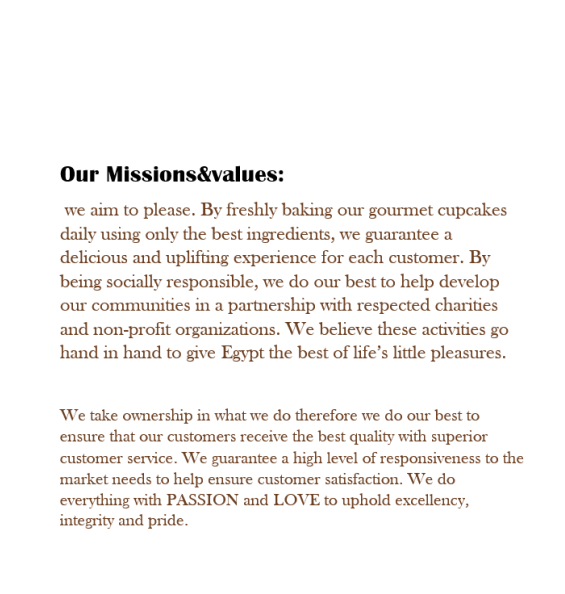 Our Missions&values:
we aim to please. By freshly baking our gourmet cupcakes
daily using only the best ingredients, we guarantee a
delicious and uplifting experience for each customer. By
being socially responsible, we do our best to help develop
our communities in a partnership with respected charities
and non-profit organizations. We believe these activities go
hand in hand to give Egypt the best of life’s little pleasures.
We take ownership in what we do therefore we do our best to
ensure that our customers receive the best quality with superior
customer service. We guarantee a high level of responsiveness to the
market needs to help ensure customer satisfaction. We do
everything with PASSION and LOVE to uphold excellency,
integrity and pride.